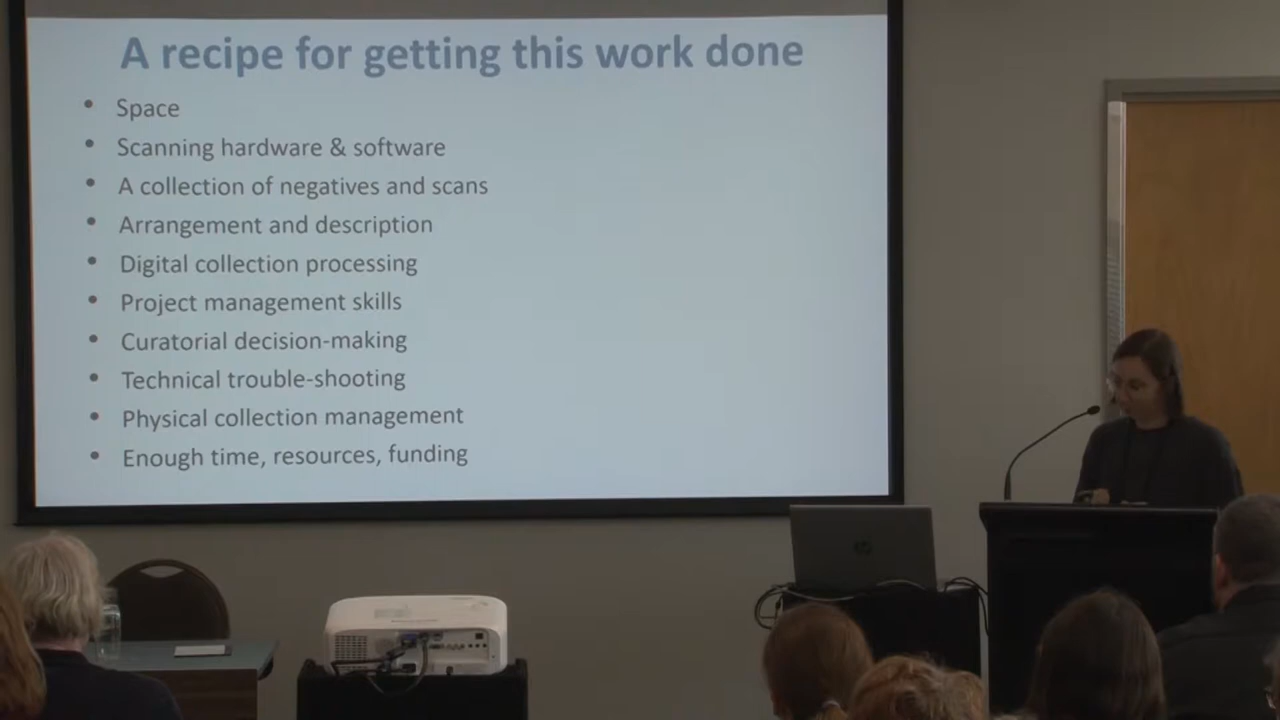 A recipe for getting this work done
• Space
• Scanning hardware & software
• A collection of negatives and scans
• Arrangement and description
• Digital collection processing
• Project management skills
• Curatorial decision-making
• Technical trouble-shooting
• Physical collection management
• Enough time, resources, funding
hp